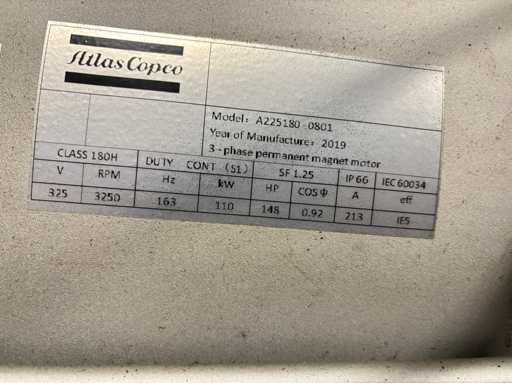 Atlas Copco
Model: A225180-0801
Year of Manufacture: 2019
3-phase permanent magnet motor
CLASS 180H DUTY CONT (S1) SF 1.25 IP 66 IEC 60034
V RPM Hz kW HP COS Φ A eff
325 3250 163 110 148 0.92 213 IE5